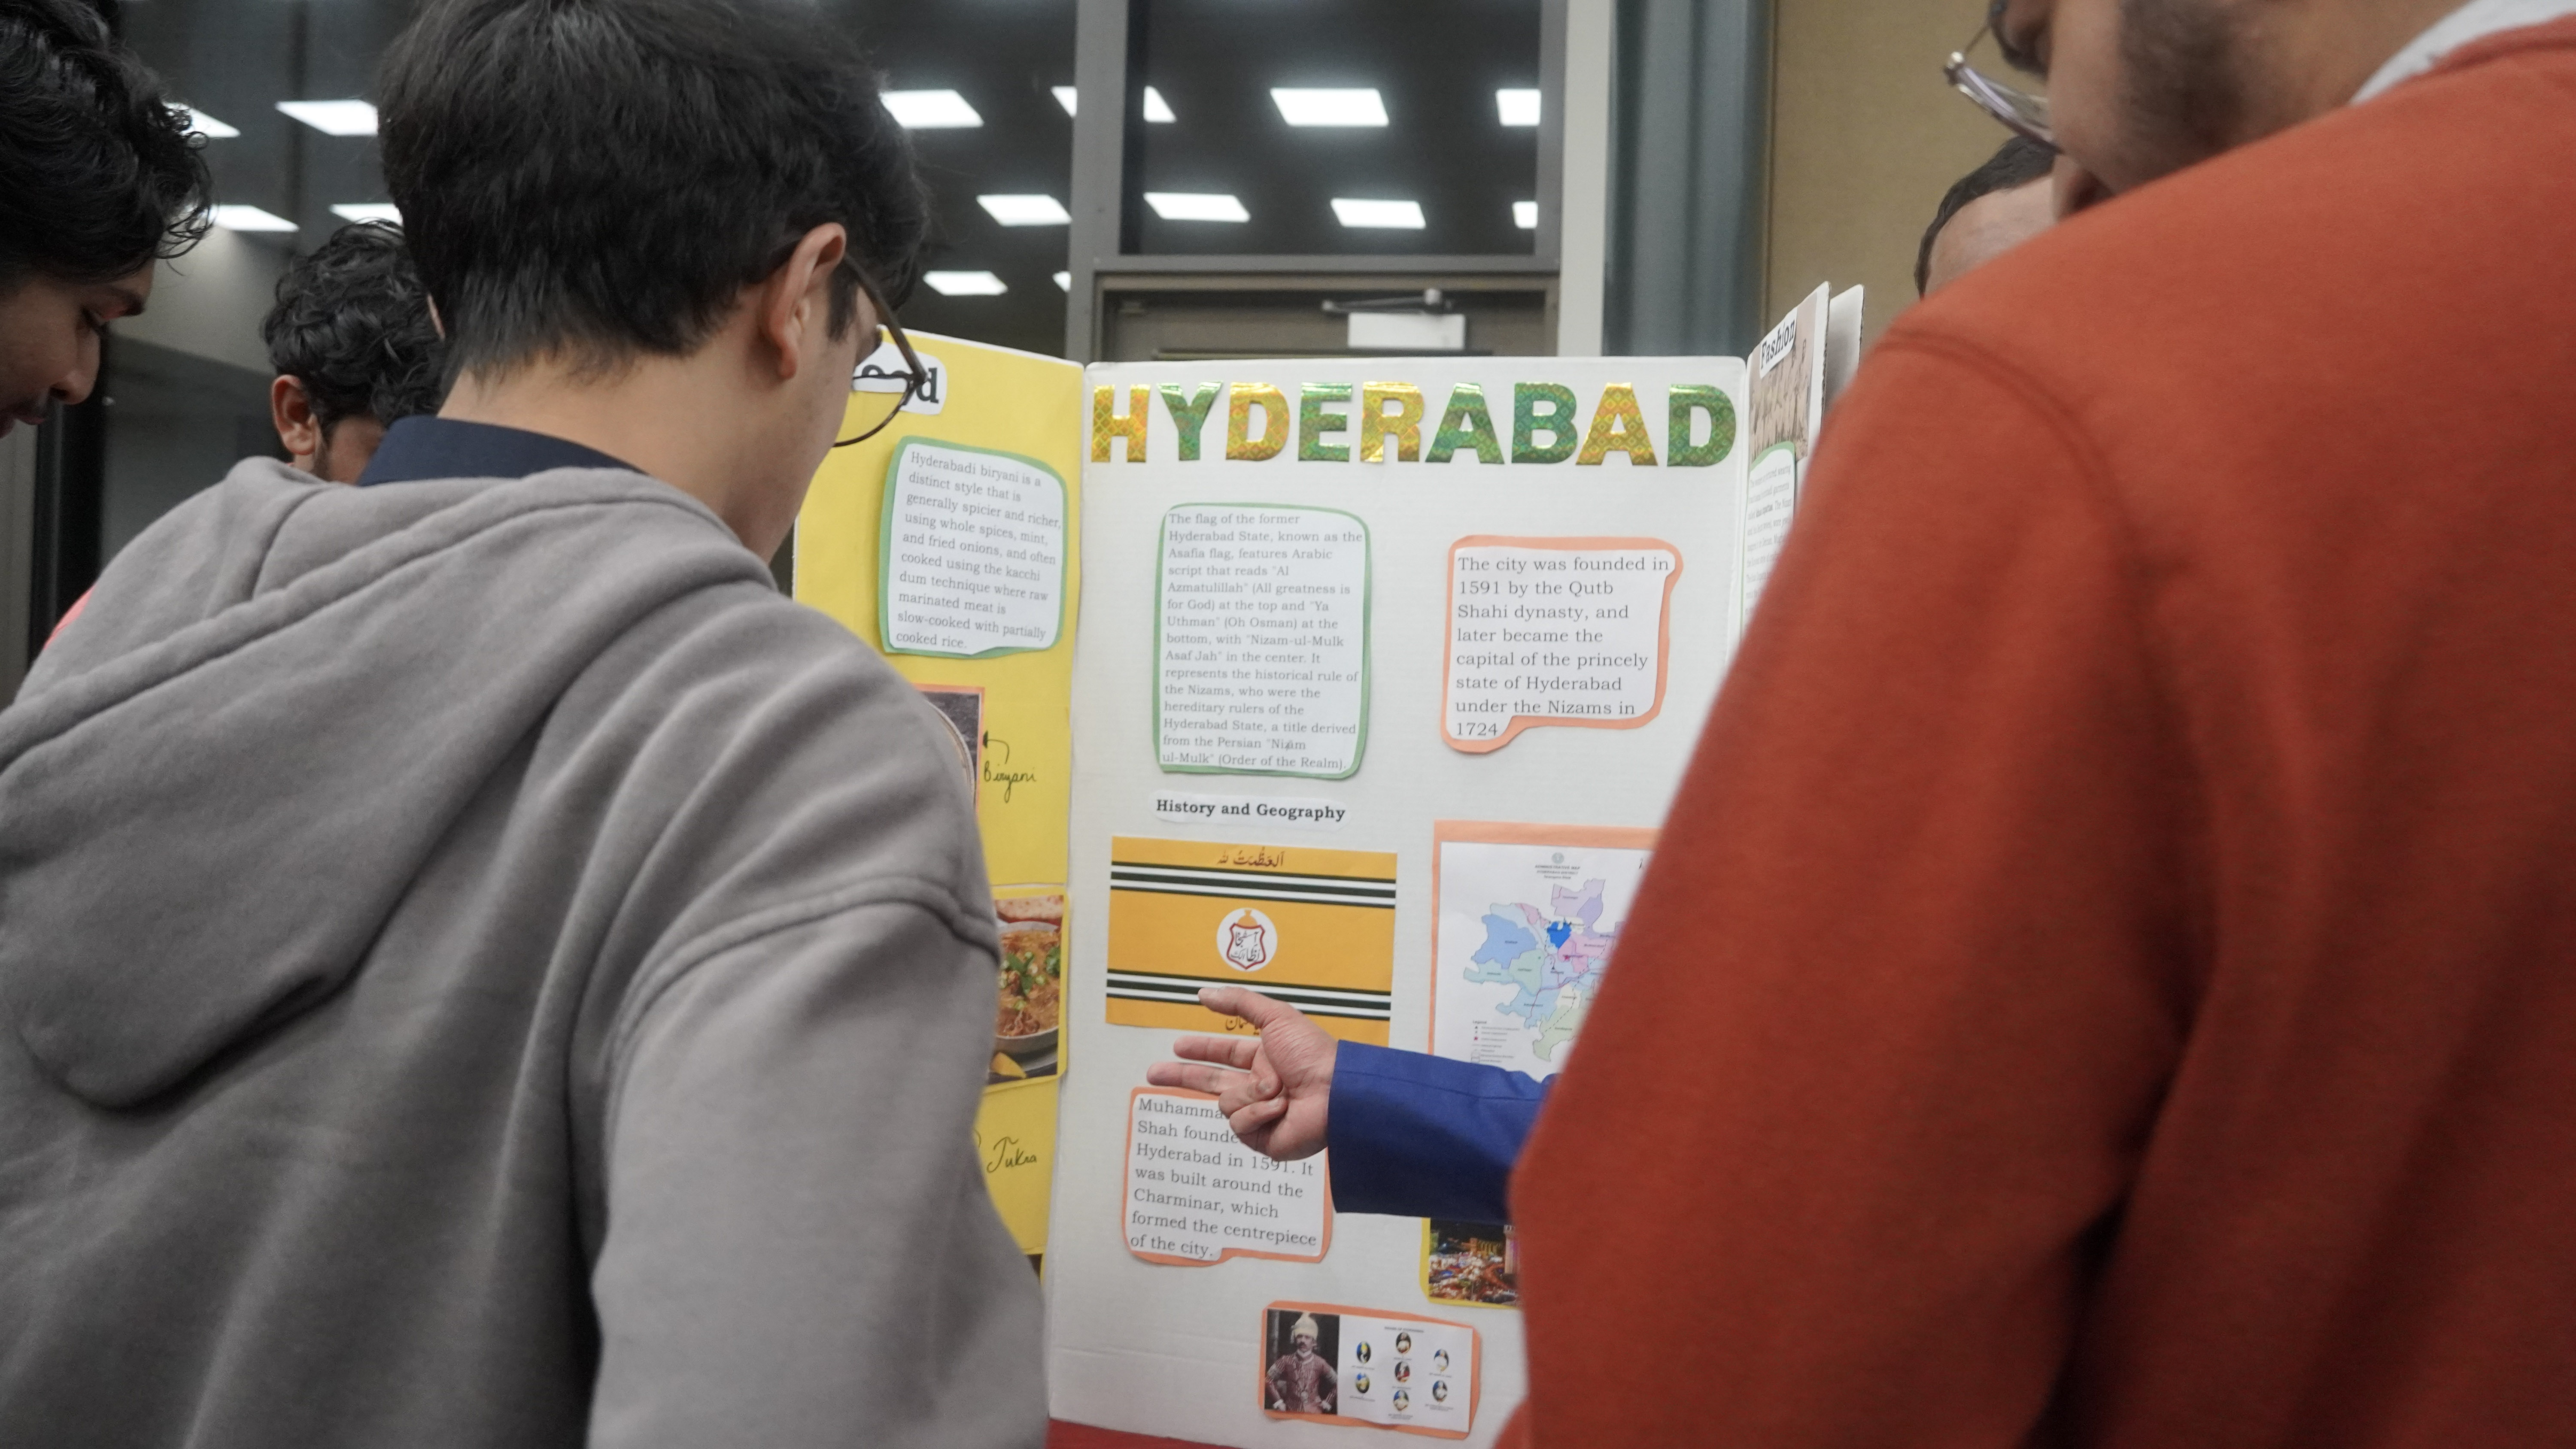 Hyderabadi biryani is a
distinct style that is
generally spicier and richer,
using whole spices, mint,
and fried onions, and often
cooked using the kacchi
dum technique where raw
marinated meat is
slow-cooked with partially
cooked rice.
Biryani
Tukra
HYDERABAD
The flag of the former
Hyderabad State, known as the
Asafia flag, features Arabic
script that reads "Al
Azmatulillah" (All greatness is
for God) at the top and "Ya
Uthman" (Oh Osman) at the
bottom, with "Nizam-ul-Mulk
Asaf Jah" in the center. It
represents the historical rule of
the Nizams, who were the
hereditary rulers of the
Hyderabad State, a title derived
from the Persian "Nizam
ul-Mulk" (Order of the Realm).
The city was founded in
1591 by the Qutb
Shahi dynasty, and
later became the
capital of the princely
state of Hyderabad
under the Nizams in
1724
History and Geography
العظمت لله
Shah
Hyderabad in 1591. It
was built around the
Charminar, which
formed the centrepiece
of the city.
Fashion